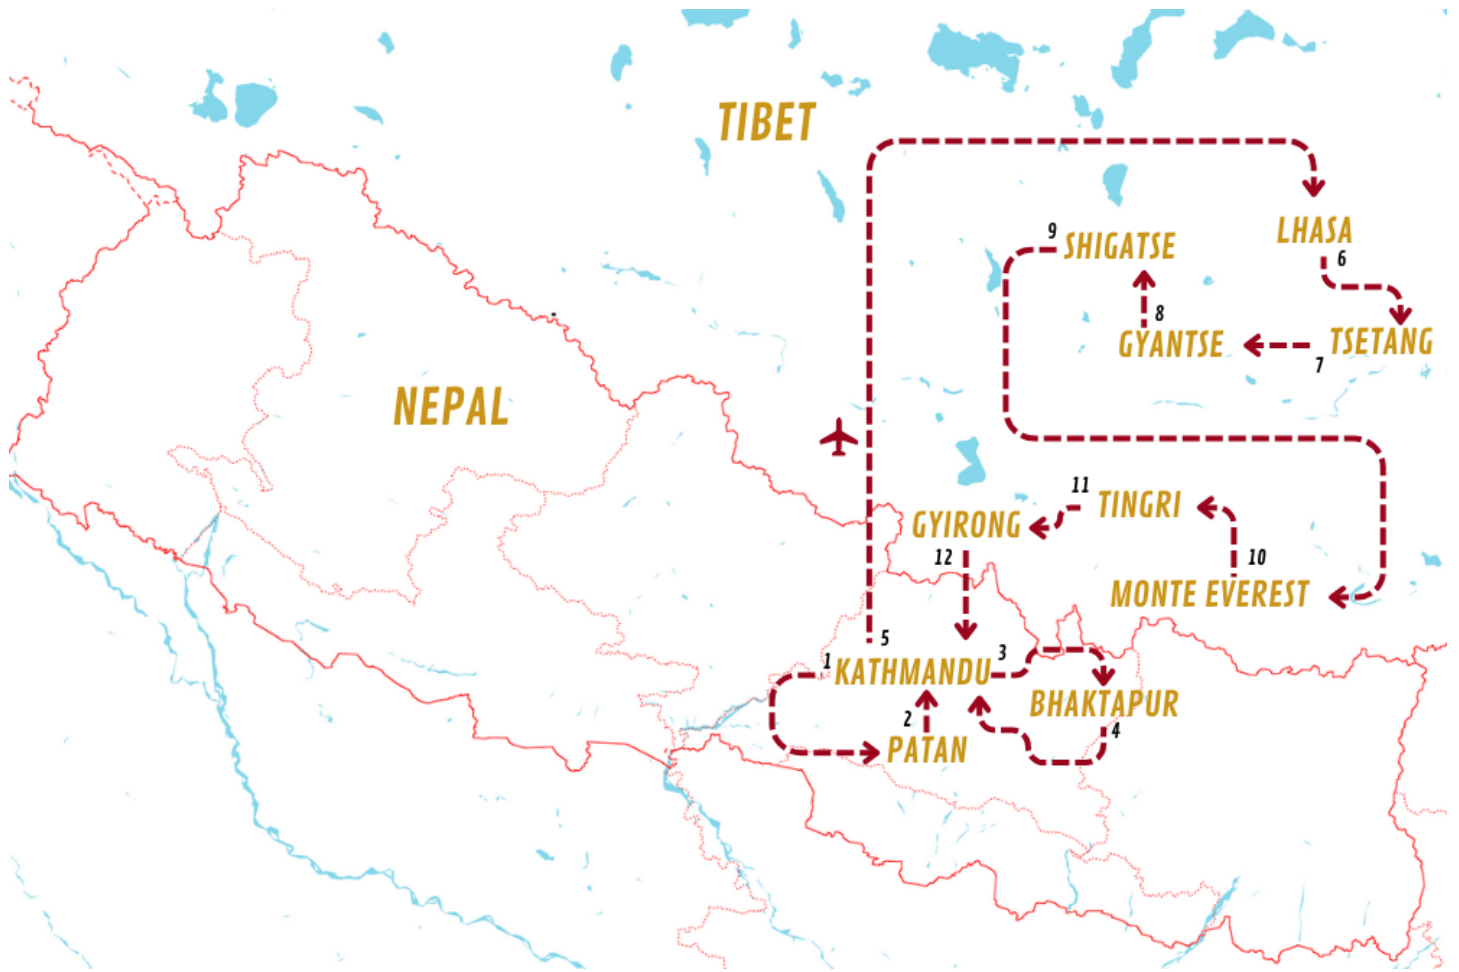 TIBET
LHASA
9
SHIGATSE
6
8
GYANTSE
TSETANG
7
NEPAL
11
TINGRI
GYIRONG
12
10
MONTE EVEREST
5
1
KATHMANDU
3
BHAKTAPUR
2
4
PATAN